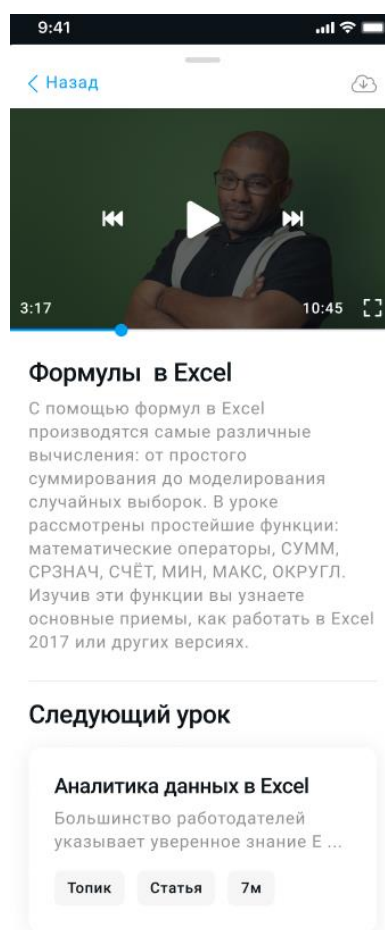 9:41
Назад
3:17
10:45
Формулы в Excel
С помощью формул в Excel
производятся самые различные
вычисления: от простого
суммирования до моделирования
случайных выборок. В уроке
рассмотрены простейшие функции:
математические операторы, СУММ,
СРЗНАЧ, СЧЁТ, МИН, МАКС, ОКРУГЛ.
Изучив эти функции вы узнаете
основные приемы, как работать в Excel
2017 или других версиях.
Следующий урок
Аналитика данных в Excel
Большинство работодателей
указывает уверенное знание E ...
Топик Статья 7м